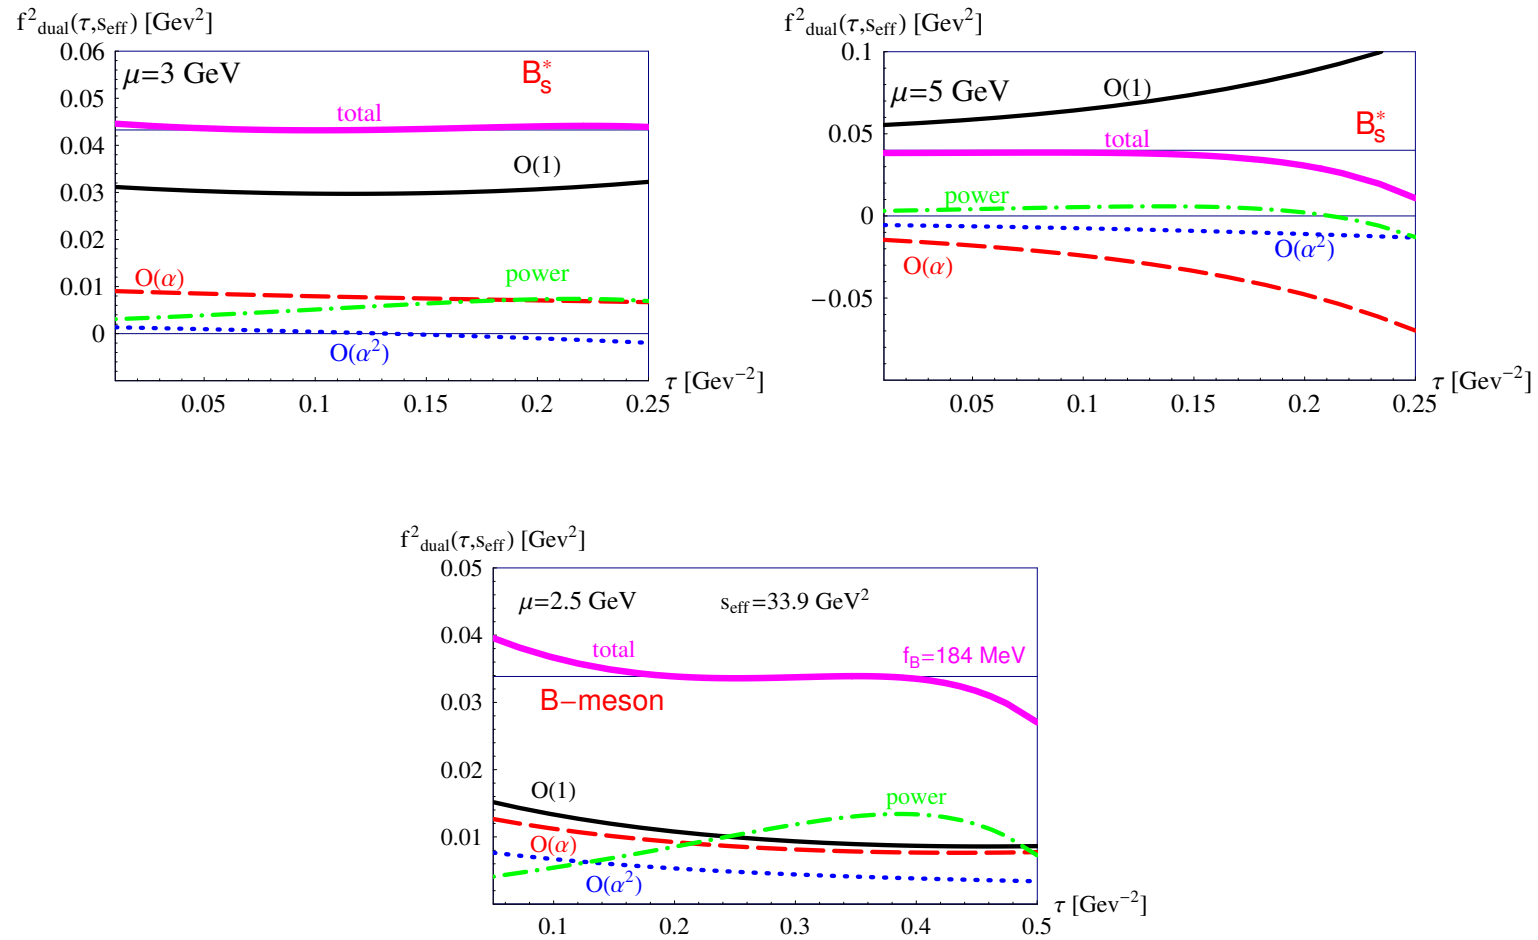 f²dual(τ,seff) [Gev²]
0.06
0.05
0.04
0.03
0.02
0.01
0
μ=3 GeV
B*s
total
O(1)
O(α)
power
O(α²)
0.05 0.1 0.15 0.2 0.25
τ [Gev⁻²]
f²dual(τ,seff) [Gev²]
0.1
0.05
0
−0.05
O(1)
μ=5 GeV
B*s
total
power
O(α²)
O(α)
0.05 0.1 0.15 0.2 0.25
τ [Gev⁻²]
f²dual(τ,seff) [Gev²]
0.05
0.04
0.03
0.02
0.01
μ=2.5 GeV seff=33.9 GeV²
total
fB=184 MeV
B−meson
O(1)
power
O(α)
O(α²)
0.1 0.2 0.3 0.4 0.5
τ [Gev⁻²]